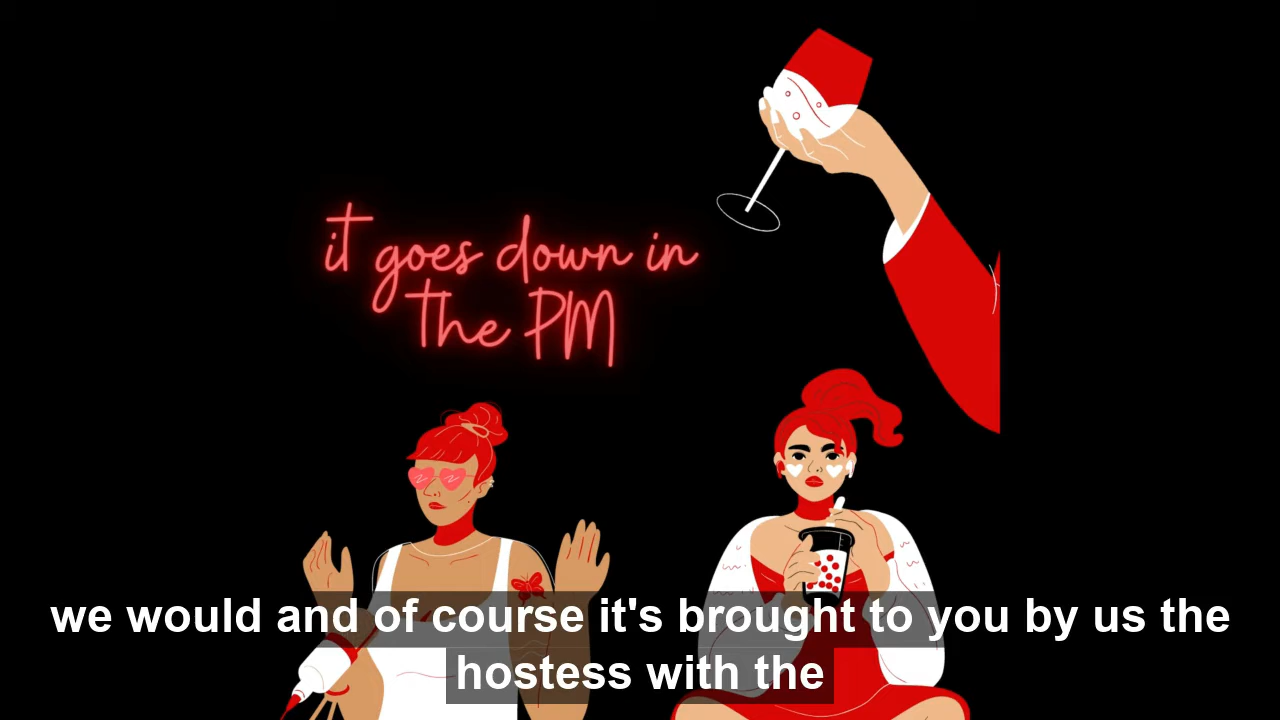 it goes down in
the PM
we would and of course it's brought to you by us the
hostess with the